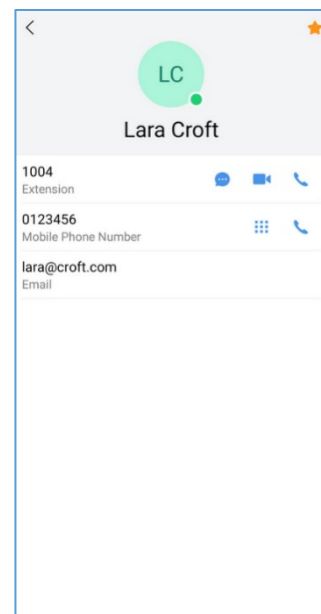 LC
Lara Croft
1004
Extension
0123456
Mobile Phone Number
lara@croft.com
Email